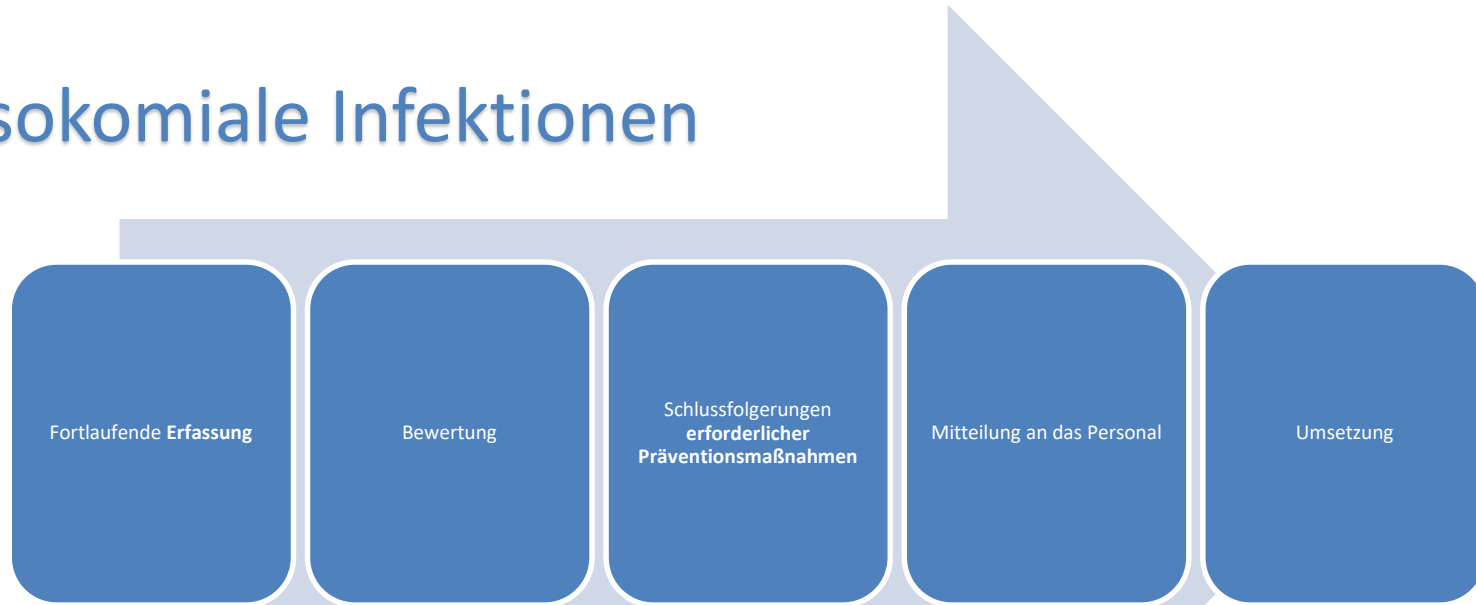 sokomiale Infektionen
Fortlaufende Erfassung
Bewertung
Schlussfolgerungen
erforderlicher
Präventionsmaßnahmen
Mitteilung an das Personal
Umsetzung